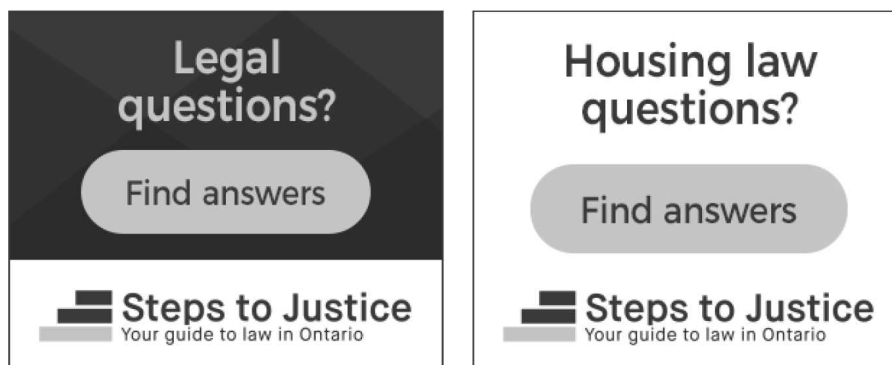 Legal
questions?
Find answers
Steps to Justice
Your guide to law in Ontario
Housing law
questions?
Find answers
Steps to Justice
Your guide to law in Ontario